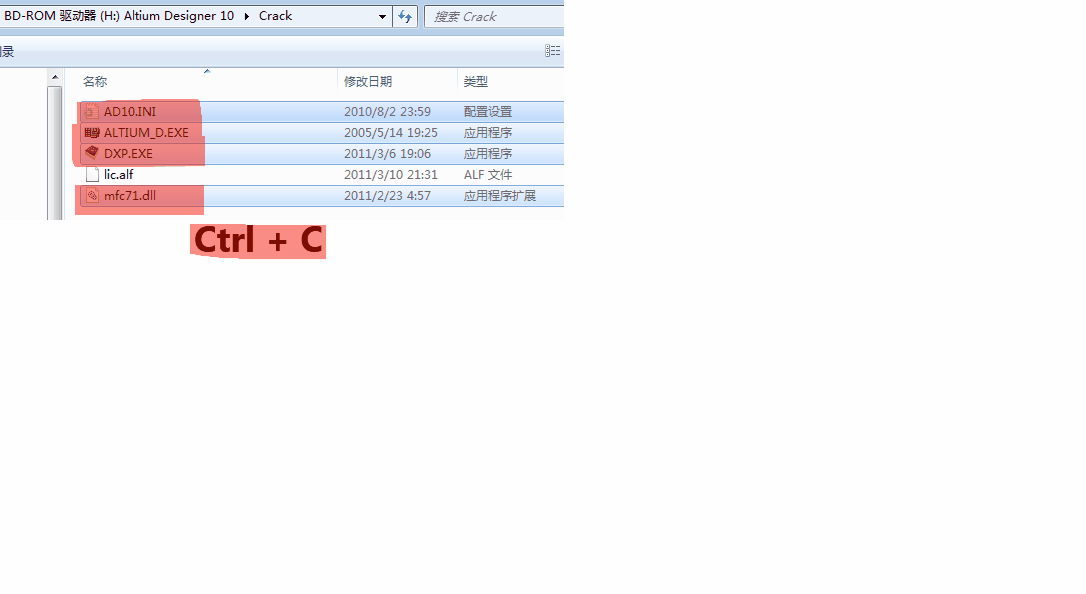 BD-ROM 驱动器 (H:) Altium Designer 10 Crack 搜索 Crack
录
名称 修改日期 类型
AD10.INI 2010/8/2 23:59 配置设置
ALTIUM_D.EXE 2005/5/14 19:25 应用程序
DXP.EXE 2011/3/6 19:06 应用程序
lic.alf 2011/3/10 21:31 ALF 文件
mfc71.dll 2011/2/23 4:57 应用程序扩展
Ctrl + C